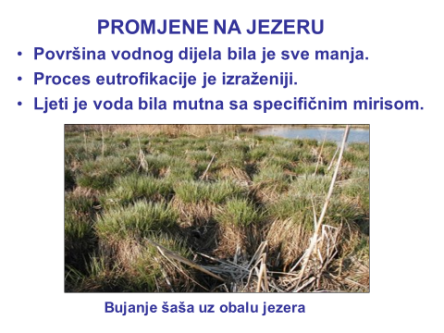 PROMJENE NA JEZERU
• Površina vodnog dijela bila je sve manja.
• Proces eutrofikacije je izraženiji.
• Ljeti je voda bila mutna sa specifičnim mirisom.
Bujanje šaša uz obalu jezera